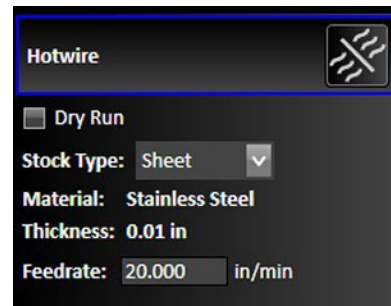 Hotwire
Dry Run
Stock Type: Sheet
Material: Stainless Steel
Thickness: 0.01 in
Feedrate: 20.000 in/min